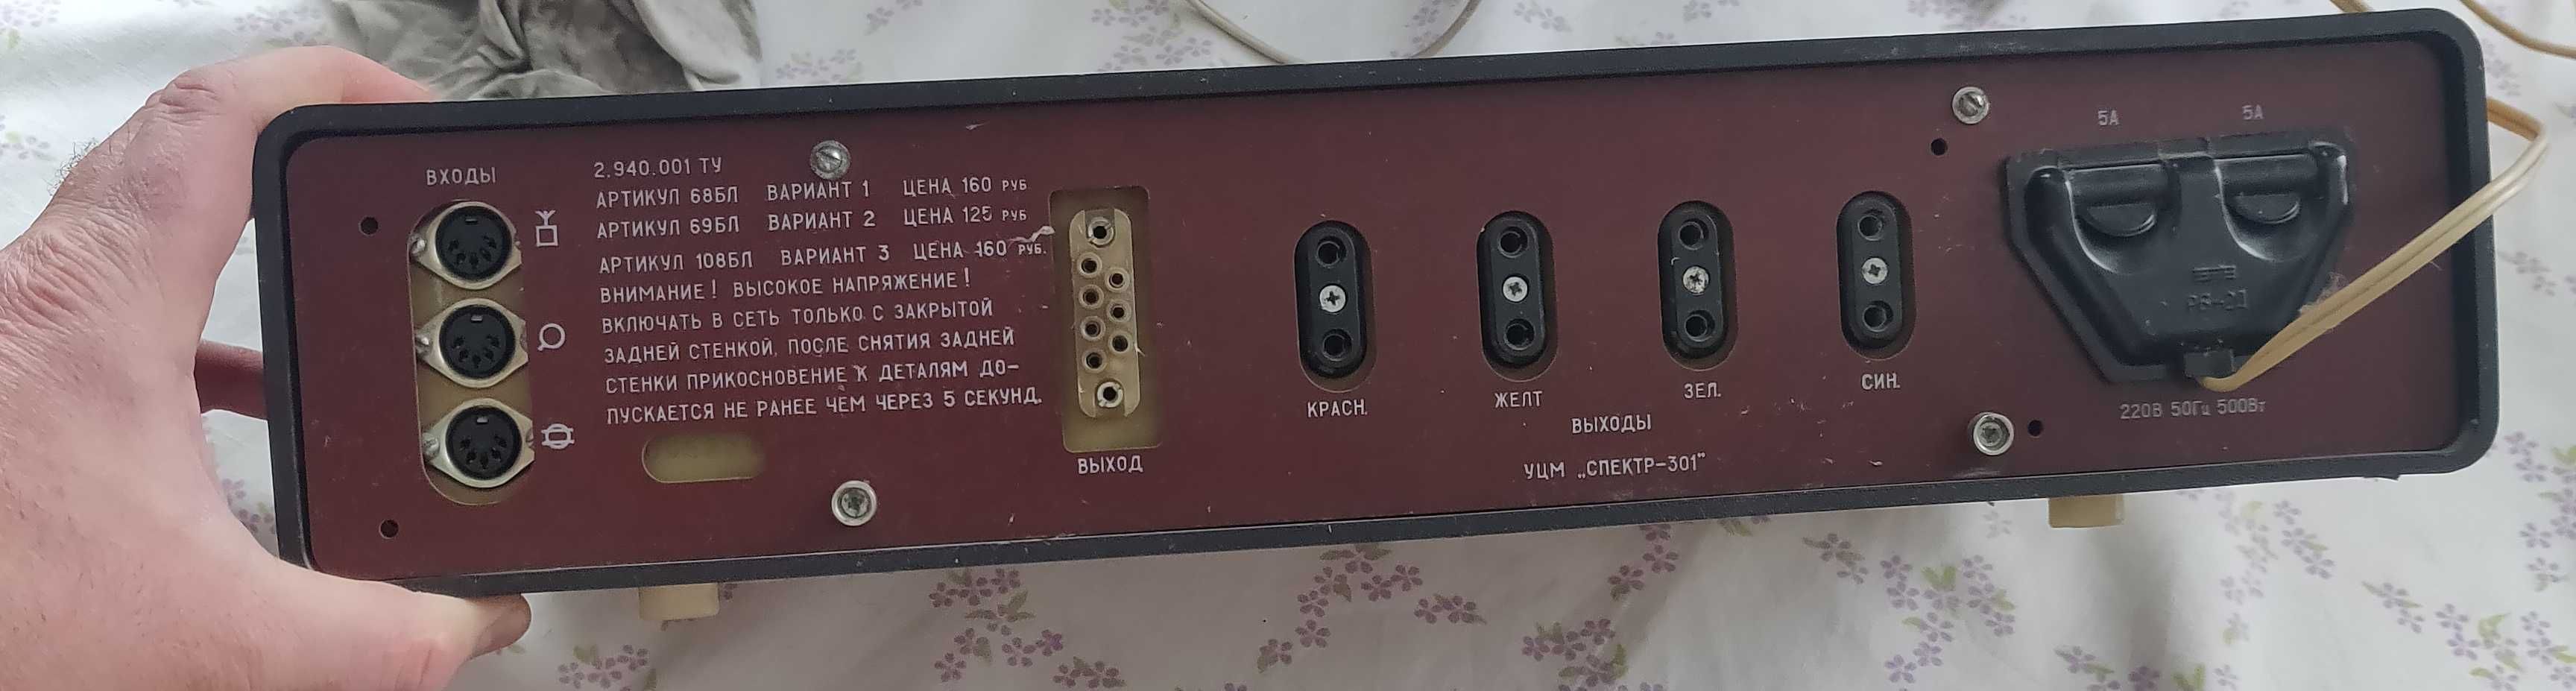 ВХОДЫ
2.940.001 ТУ
АРТИКУЛ 68БЛ ВАРИАНТ 1 ЦЕНА 160 РУБ
АРТИКУЛ 69БЛ ВАРИАНТ 2 ЦЕНА 125 РУБ
АРТИКУЛ 108БЛ ВАРИАНТ 3 ЦЕНА 160 РУБ.
ВНИМАНИЕ! ВЫСОКОЕ НАПРЯЖЕНИЕ!
ВКЛЮЧАТЬ В СЕТЬ ТОЛЬКО С ЗАКРЫТОЙ
ЗАДНЕЙ СТЕНКОЙ, ПОСЛЕ СНЯТИЯ ЗАДНЕЙ
СТЕНКИ ПРИКОСНОВЕНИЕ К ДЕТАЛЯМ ДО-
ПУСКАЕТСЯ НЕ РАНЕЕ ЧЕМ ЧЕРЕЗ 5 СЕКУНД.
ВЫХОД
КРАСН.
ЖЕЛТ
ЗЕЛ.
СИН.
ВЫХОДЫ
УЦМ „СПЕКТР-301"
5А 5А
220В 50Гц 500Вт